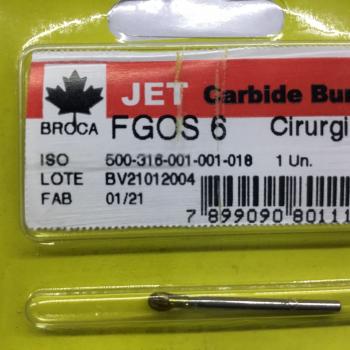 JET Carbide Bur
BROCA FGOS 6 Cirurgi
ISO 500-316-001-001-018 1 Un.
LOTE BV21012004
FAB 01/21
7 899090 80111